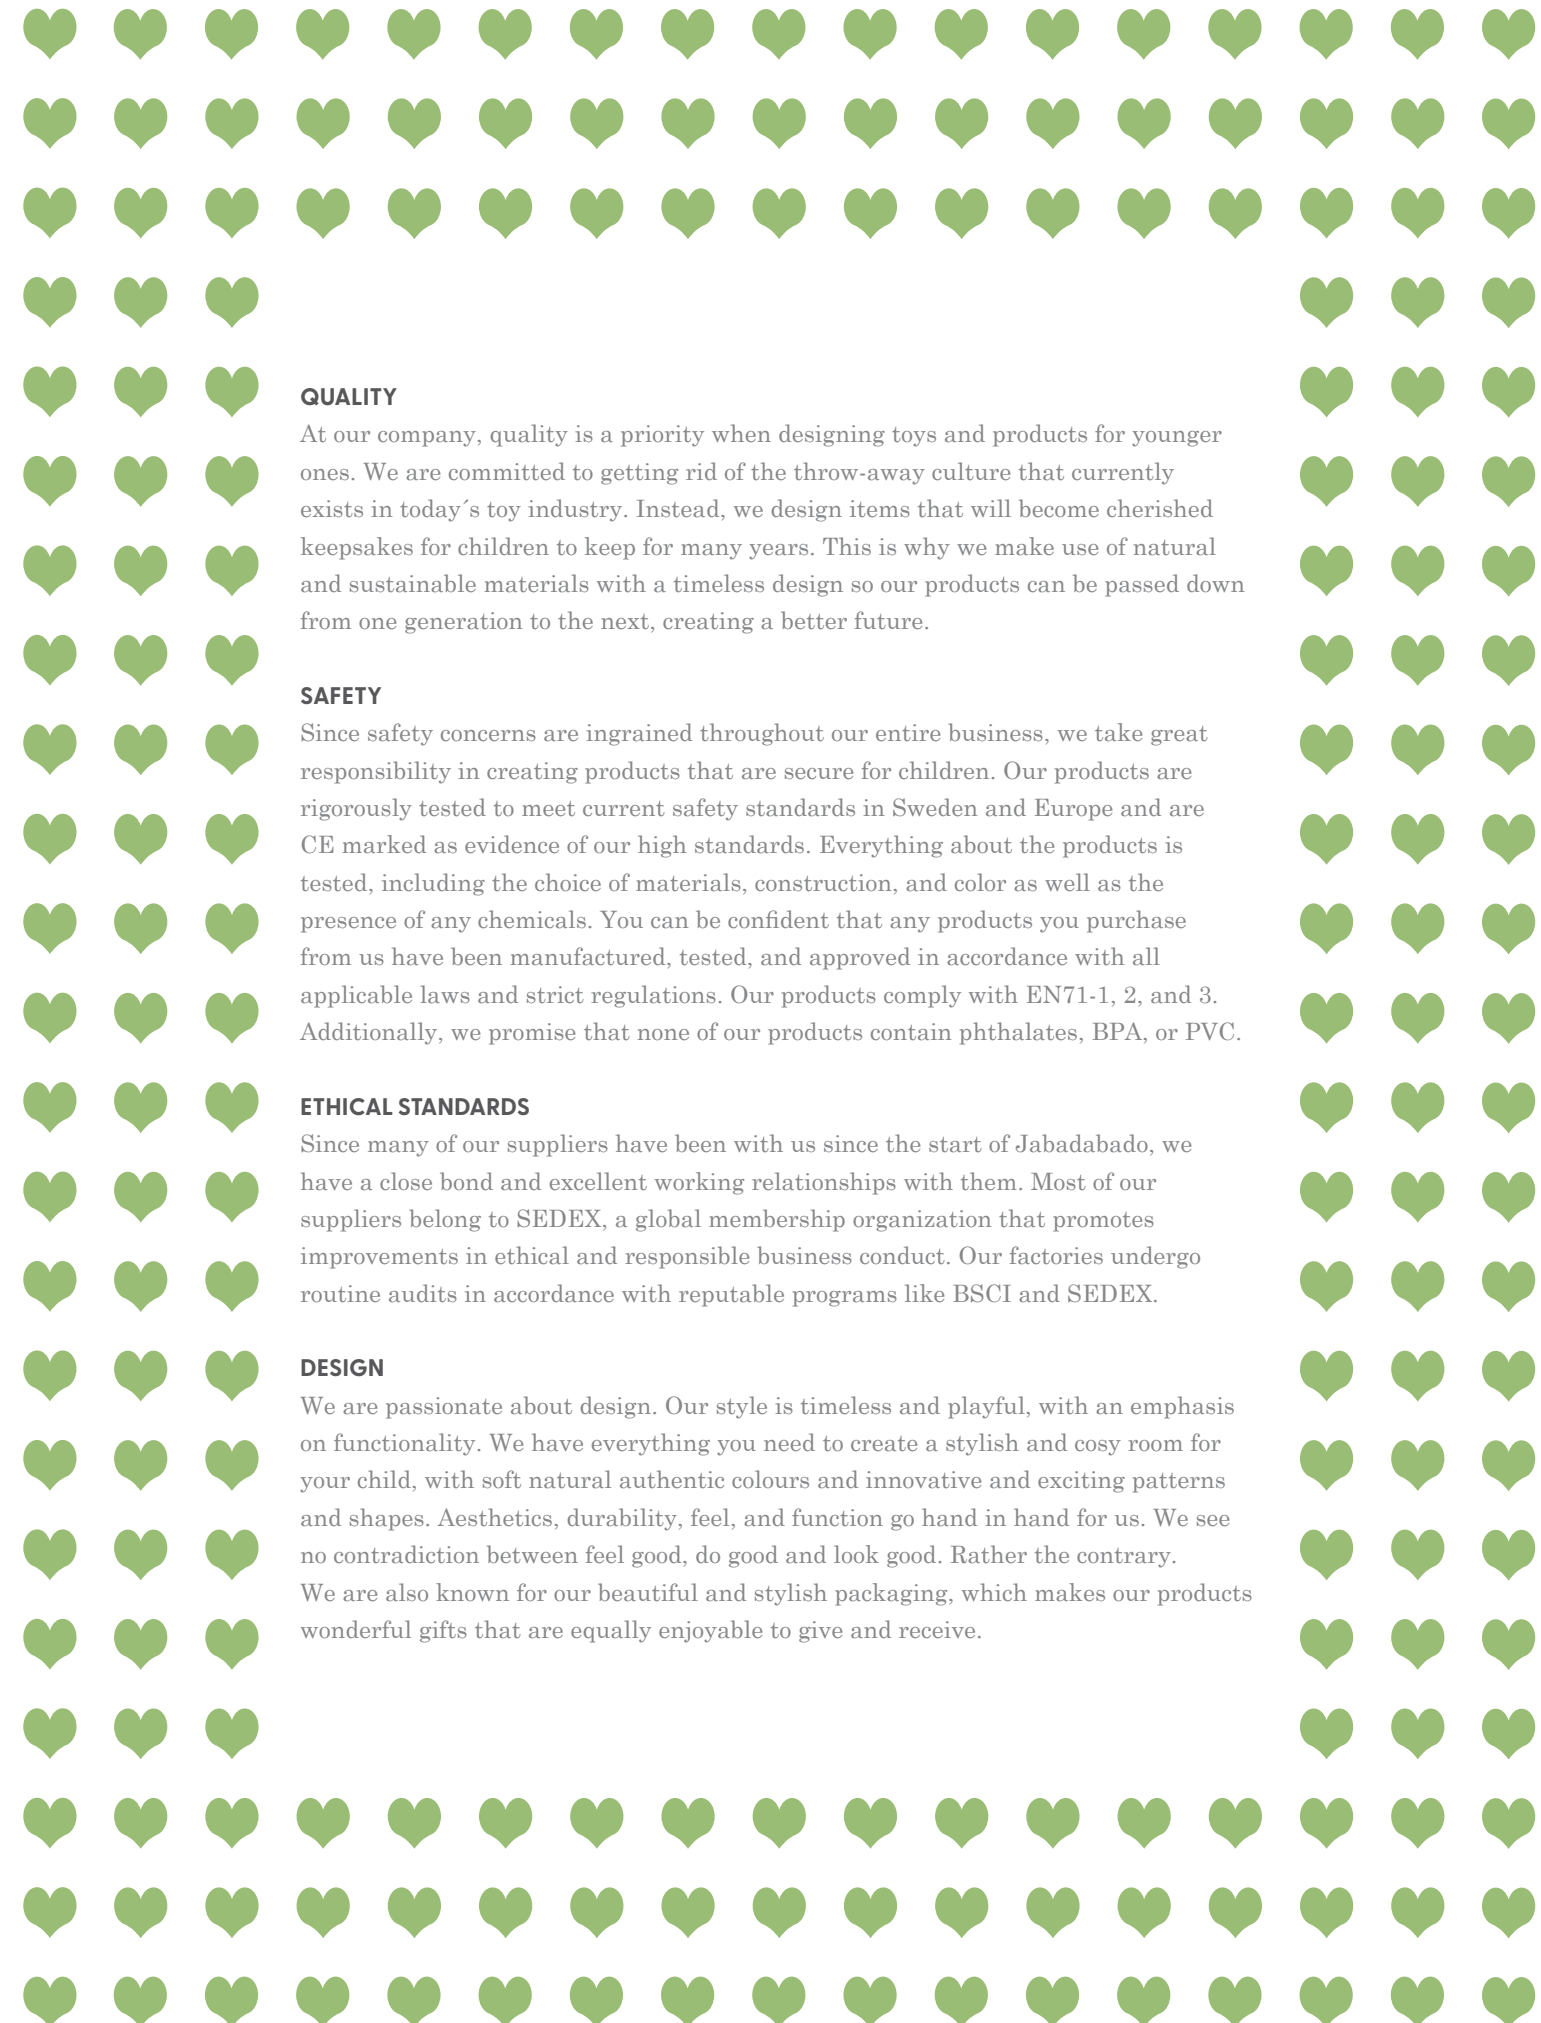 QUALITY
At our company, quality is a priority when designing toys and products for younger
ones. We are committed to getting rid of the throw-away culture that currently
exists in today´s toy industry. Instead, we design items that will become cherished
keepsakes for children to keep for many years. This is why we make use of natural
and sustainable materials with a timeless design so our products can be passed down
from one generation to the next, creating a better future.
SAFETY
Since safety concerns are ingrained throughout our entire business, we take great
responsibility in creating products that are secure for children. Our products are
rigorously tested to meet current safety standards in Sweden and Europe and are
CE marked as evidence of our high standards. Everything about the products is
tested, including the choice of materials, construction, and color as well as the
presence of any chemicals. You can be confident that any products you purchase
from us have been manufactured, tested, and approved in accordance with all
applicable laws and strict regulations. Our products comply with EN71-1, 2, and 3.
Additionally, we promise that none of our products contain phthalates, BPA, or PVC.
ETHICAL STANDARDS
Since many of our suppliers have been with us since the start of Jabadabado, we
have a close bond and excellent working relationships with them. Most of our
suppliers belong to SEDEX, a global membership organization that promotes
improvements in ethical and responsible business conduct. Our factories undergo
routine audits in accordance with reputable programs like BSCI and SEDEX.
DESIGN
We are passionate about design. Our style is timeless and playful, with an emphasis
on functionality. We have everything you need to create a stylish and cosy room for
your child, with soft natural authentic colours and innovative and exciting patterns
and shapes. Aesthetics, durability, feel, and function go hand in hand for us. We see
no contradiction between feel good, do good and look good. Rather the contrary.
We are also known for our beautiful and stylish packaging, which makes our products
wonderful gifts that are equally enjoyable to give and receive.